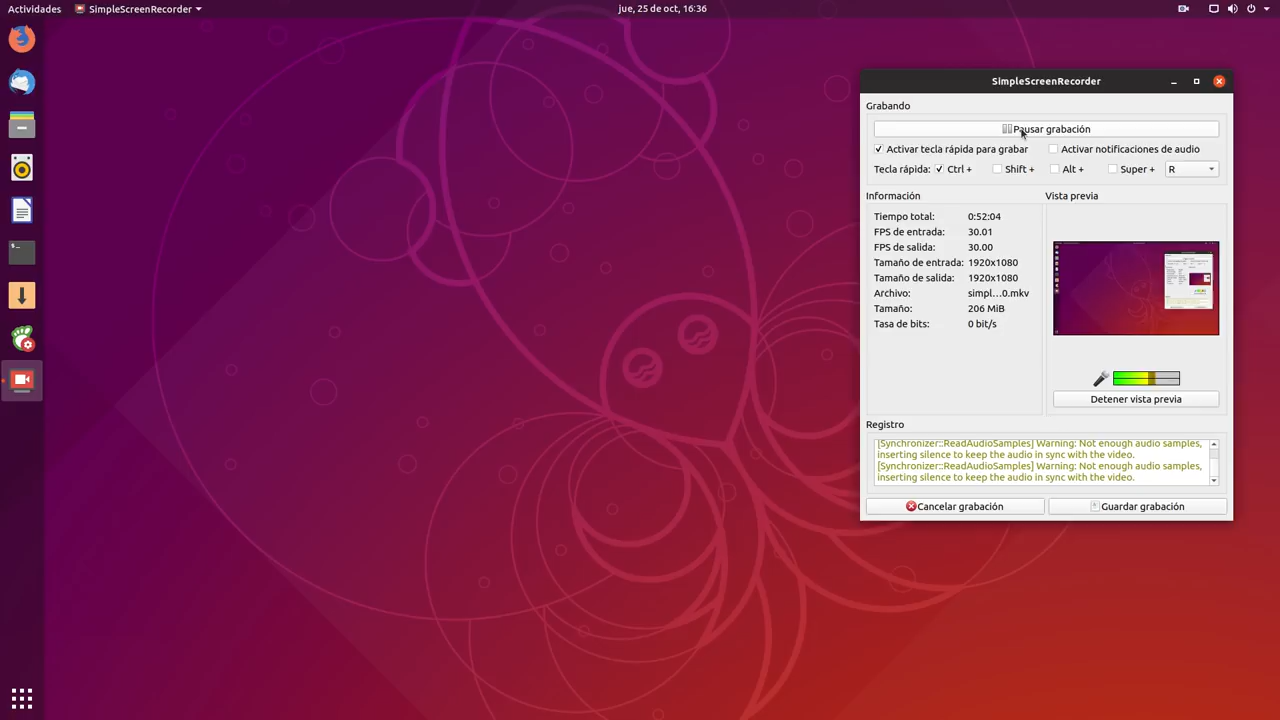 Actividades SimpleScreenRecorder jue, 25 de oct, 16:36
SimpleScreenRecorder
Grabando
Pausar grabación
Activar tecla rápida para grabar Activar notificaciones de audio
Tecla rápida: Ctrl + Shift + Alt + Super + R
Información Vista previa
Tiempo total: 0:52:04
FPS de entrada: 30.01
FPS de salida: 30.00
Tamaño de entrada: 1920x1080
Tamaño de salida: 1920x1080
Archivo: simpl...0.mkv
Tamaño: 206 MiB
Tasa de bits: 0 bit/s
Detener vista previa
Registro
[Synchronizer::ReadAudioSamples] Warning: Not enough audio samples,
inserting silence to keep the audio in sync with the video.
[Synchronizer::ReadAudioSamples] Warning: Not enough audio samples,
inserting silence to keep the audio in sync with the video.
Cancelar grabación Guardar grabación